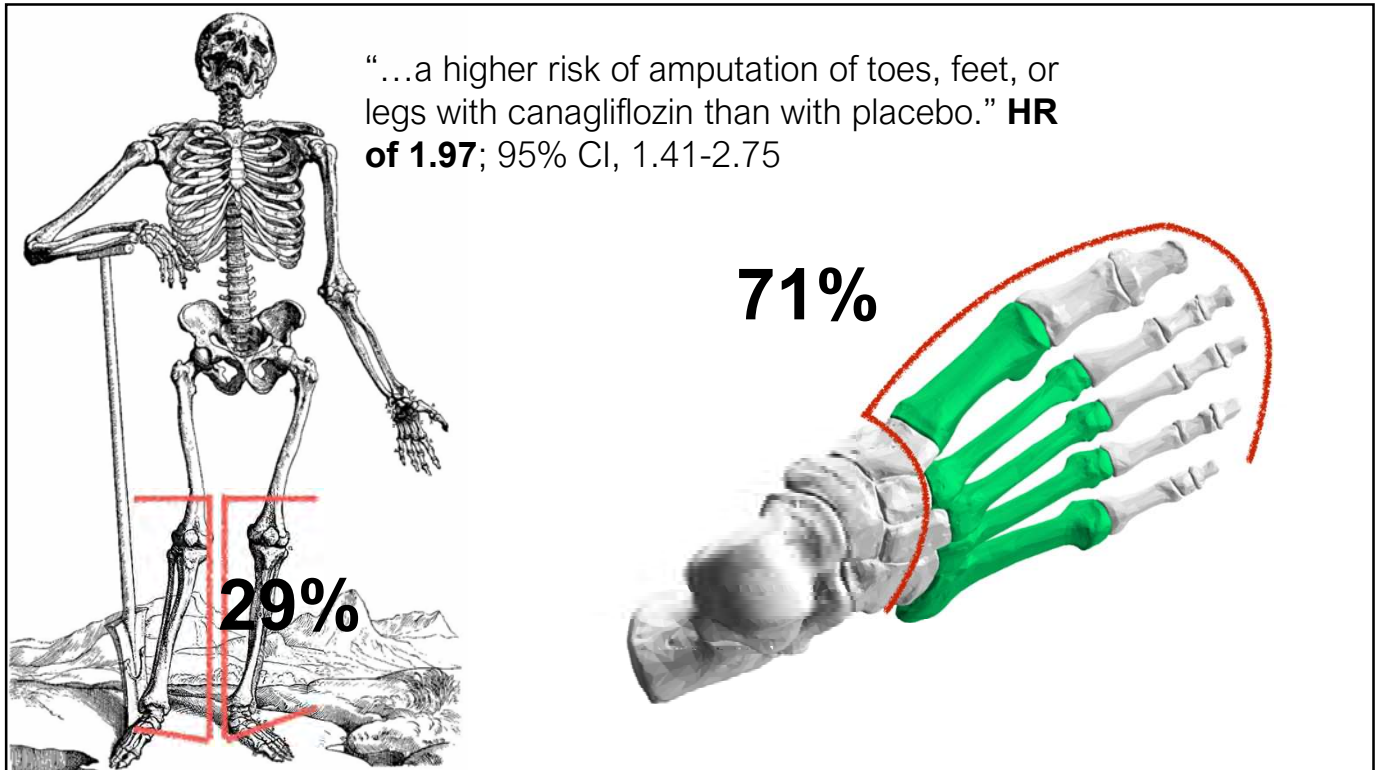 “…a higher risk of amputation of toes, feet, or
legs with canagliflozin than with placebo.” HR
of 1.97; 95% CI, 1.41-2.75
71%
29%